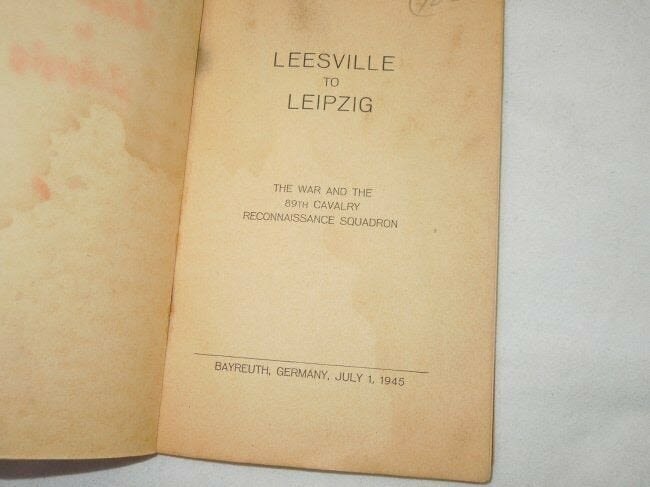 LEESVILLE
TO
LEIPZIG
THE WAR AND THE
89TH CAVALRY
RECONNAISSANCE SQUADRON
BAYREUTH, GERMANY, JULY 1, 1945